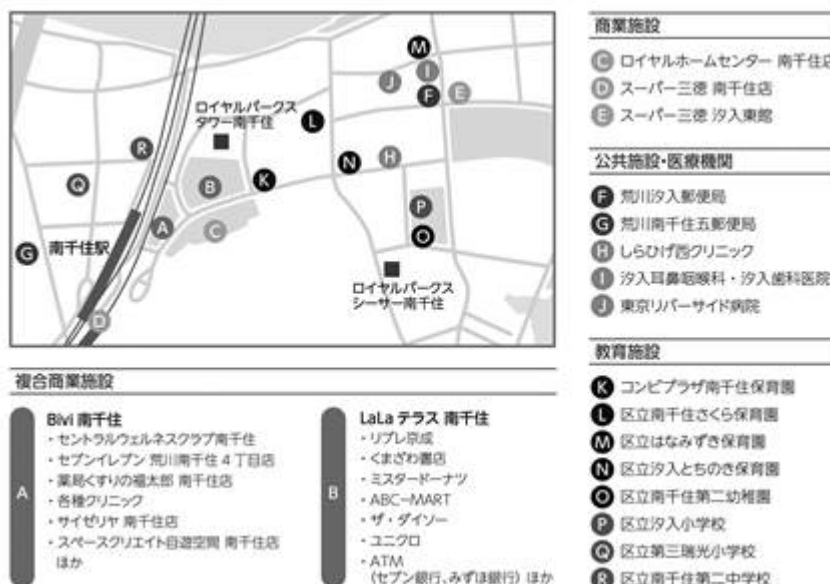 M
I
J
F
E
ロイヤルパークス
タワー南千住
L
R
N
H
Q
B
K
P
A
C
O
G
南千住駅
ロイヤルパークス
シーサー南千住
D
商業施設
C ロイヤルホームセンター 南千住店
D スーパー三徳 南千住店
E スーパー三徳 汐入東館
公共施設・医療機関
F 荒川汐入郵便局
G 荒川南千住五郵便局
H しらひげ西クリニック
I 汐入耳鼻咽喉科・汐入歯科医院
J 東京リバーサイド病院
教育施設
K コンビプラザ南千住保育園
L 区立南千住さくら保育園
M 区立はなみずき保育園
N 区立汐入とちのき保育園
O 区立南千住第二幼稚園
P 区立汐入小学校
Q 区立第三瑞光小学校
R 区立南千住第二中学校
複合商業施設
A
Bivi 南千住
・セントラルウェルネスクラブ南千住
・セブンイレブン 荒川南千住 4 丁目店
・薬局くすりの福太郎 南千住店
・各種クリニック
・サイゼリヤ 南千住店
・スペースクリエイト自遊空間 南千住店
ほか
B
LaLa テラス 南千住
・リブレ京成
・くまざわ書店
・ミスタードーナツ
・ABC-MART
・ザ・ダイソー
・ユニクロ
・ATM
(セブン銀行、みずほ銀行) ほか